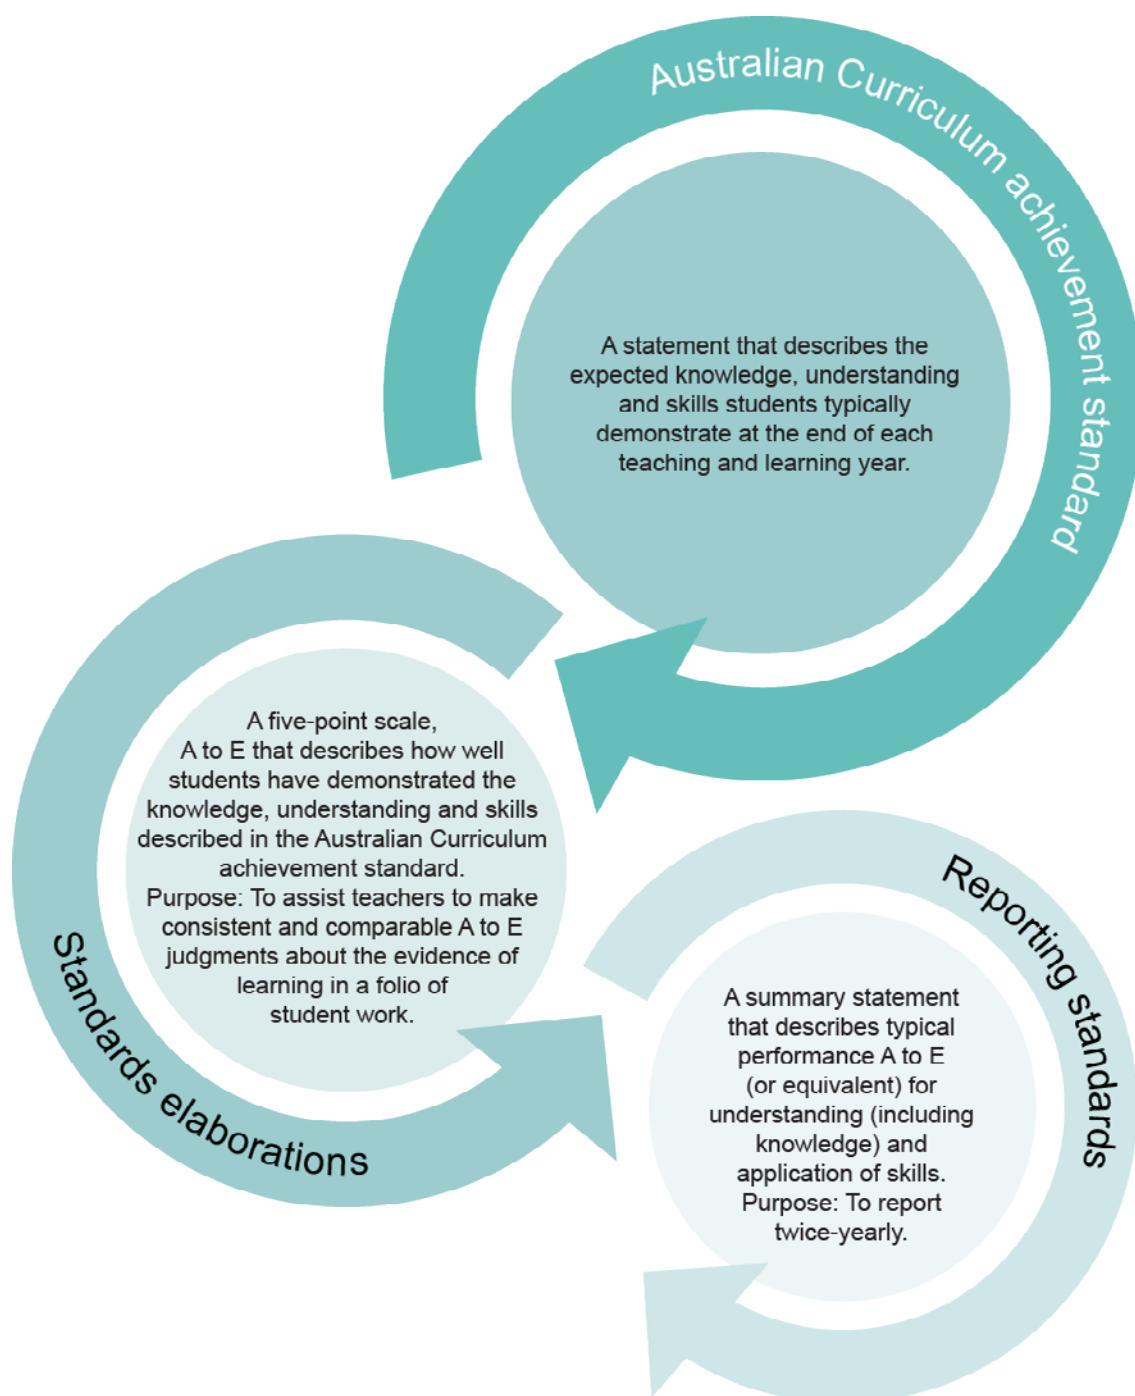 Australian Curriculum achievement standard
A statement that describes the
expected knowledge, understanding
and skills students typically
demonstrate at the end of each
teaching and learning year.
Standards elaborations
A five-point scale,
A to E that describes how well
students have demonstrated the
knowledge, understanding and skills
described in the Australian Curriculum
achievement standard.
Purpose: To assist teachers to make
consistent and comparable A to E
judgments about the evidence of
learning in a folio of
student work.
Reporting standards
A summary statement
that describes typical
performance A to E
(or equivalent) for
understanding (including
knowledge) and
application of skills.
Purpose: To report
twice-yearly.